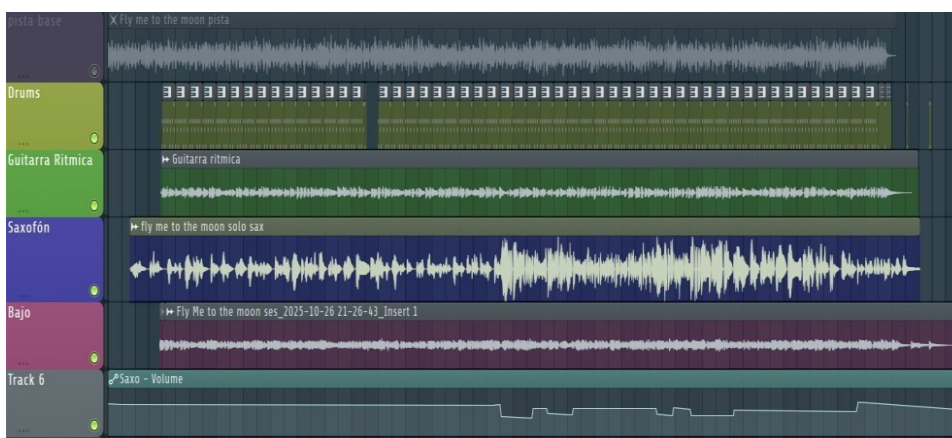 pista base
Fly me to the moon pista
Drums
Guitarra Ritmica
Guitarra ritmica
Saxofón
fly me to the moon solo sax
Bajo
Fly Me to the moon ses_2025-10-26 21-26-43_Insert 1
Track 6
Saxo - Volume